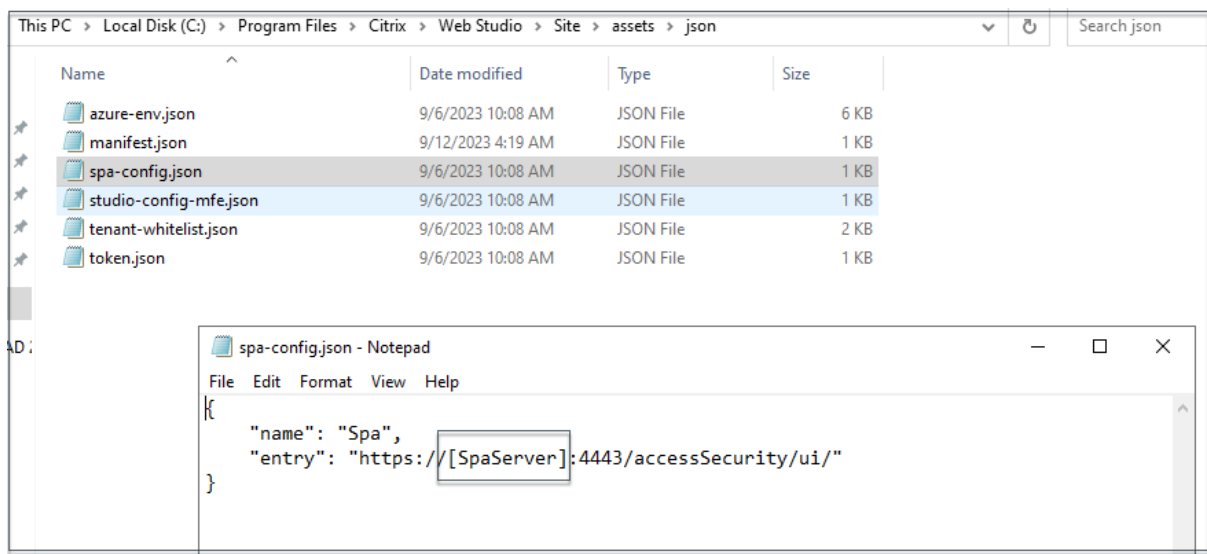 This PC > Local Disk (C:) > Program Files > Citrix > Web Studio > Site > assets > json Search json
Name Date modified Type Size
azure-env.json 9/6/2023 10:08 AM JSON File 6 KB
manifest.json 9/12/2023 4:19 AM JSON File 1 KB
spa-config.json 9/6/2023 10:08 AM JSON File 1 KB
studio-config-mfe.json 9/6/2023 10:08 AM JSON File 1 KB
tenant-whitelist.json 9/6/2023 10:08 AM JSON File 2 KB
token.json 9/6/2023 10:08 AM JSON File 1 KB
spa-config.json - Notepad
File Edit Format View Help
{
"name": "Spa",
"entry": "https://[SpaServer]:4443/accessSecurity/ui/"
}